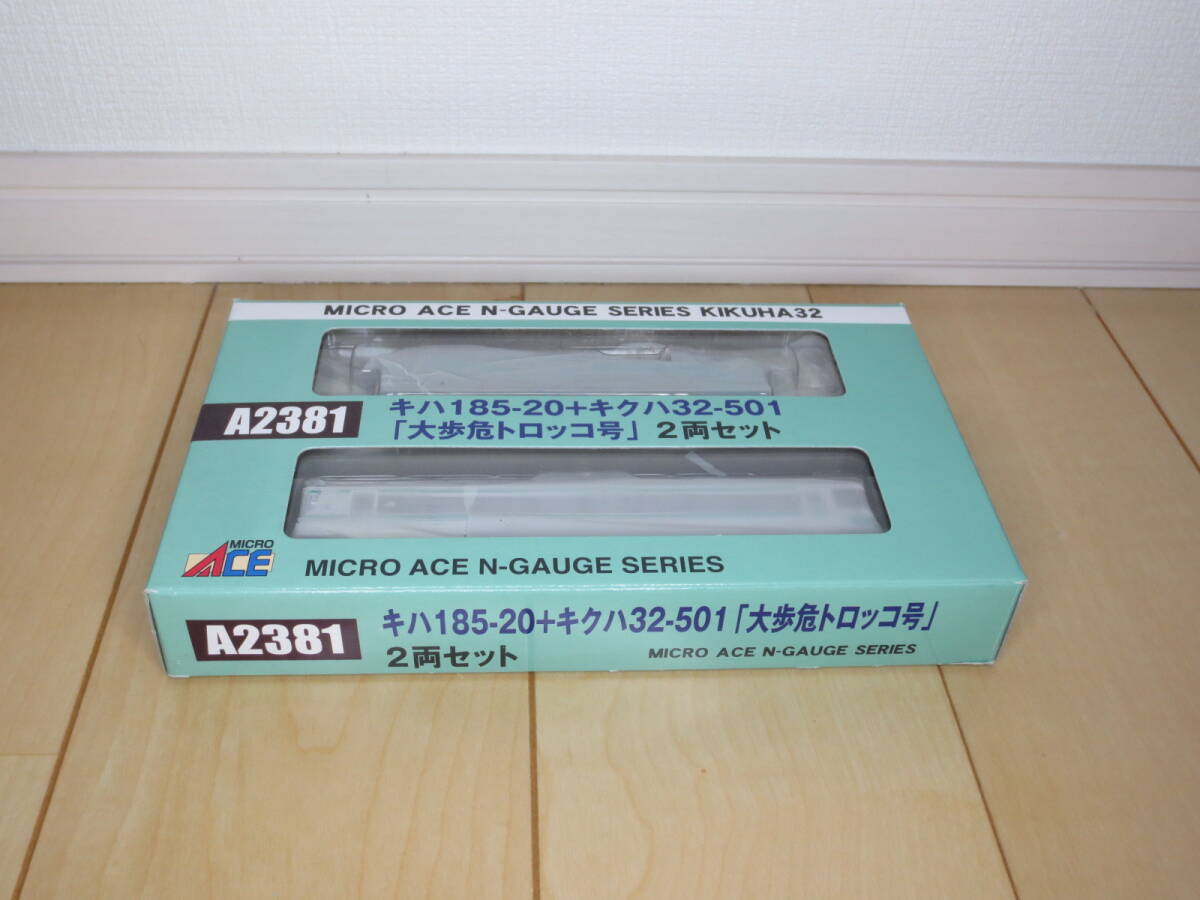 MICRO ACE N-GAUGE SERIES KIKUHA32
A2381
キハ185-20+キクハ32-501
「大歩危トロッコ号」 2両セット
MICRO
ACE
MICRO ACE N-GAUGE SERIES
A2381
キハ185-20+キクハ32-501「大歩危トロッコ号」
2両セット
MICRO ACE N-GAUGE SERIES